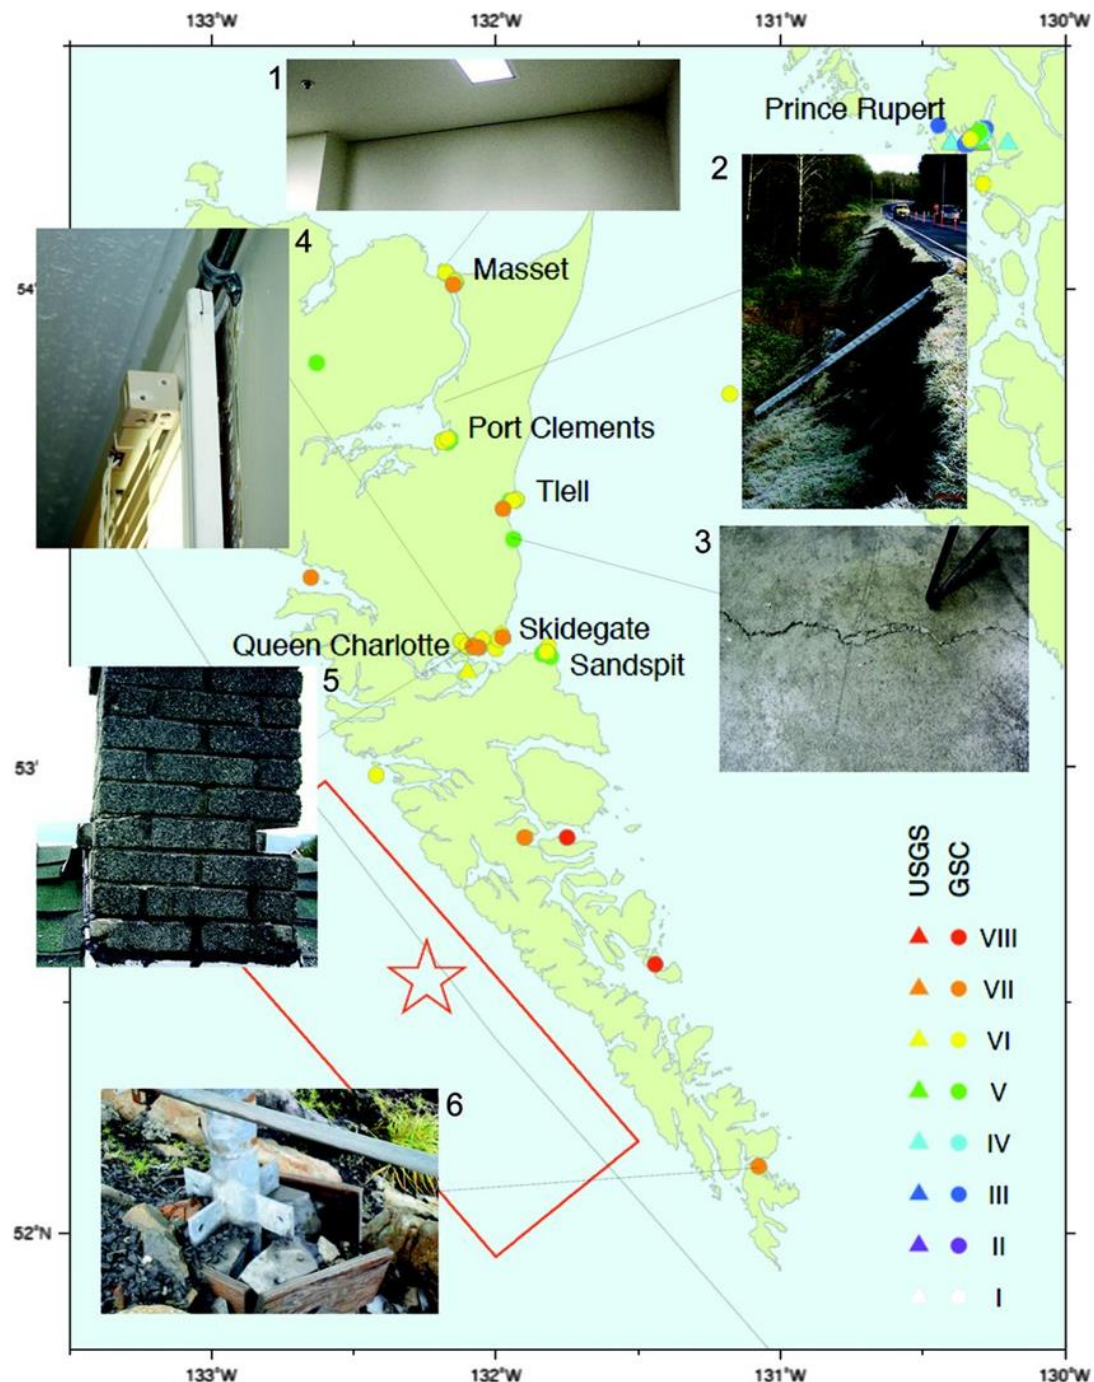 133°W 132°W 131°W 130°W
1
Prince Rupert
2
4
Masset
54°
Port Clements
Tlell
3
Skidegate
Queen Charlotte
Sandspit
5
53°
USGS
GSC
VIII
VII
VI
V
6
IV
III
52°N
II
I
133°W 132°W 131°W 130°W